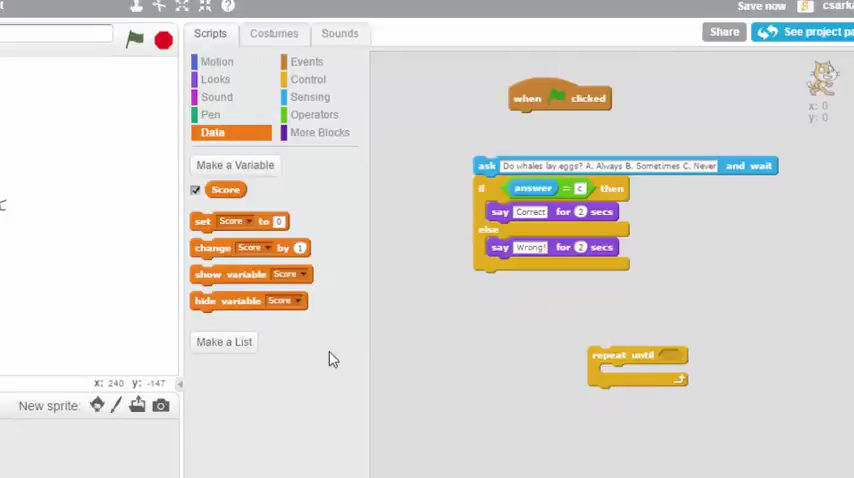 Save now csark
Scripts Costumes Sounds
Share See project pa
Motion Events
Looks Control
Sound Sensing
Pen Operators
Data More Blocks
Make a Variable
Score
set Score to 0
change Score by 1
show variable Score
hide variable Score
Make a List
when clicked
x: 0
y: 0
ask Do whales lay eggs? A. Always B. Sometimes C. Never and wait
if answer = c then
say Correct for 2 secs
else
say Wrong! for 2 secs
repeat until
x: 240 y: -147
New sprite: